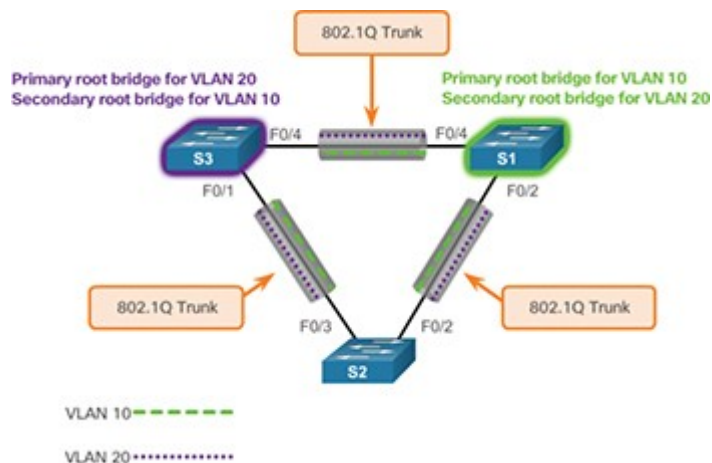 802.1Q Trunk
Primary root bridge for VLAN 20
Secondary root bridge for VLAN 10
Primary root bridge for VLAN 10
Secondary root bridge for VLAN 20
F0/4
F0/4
S3
S1
F0/1
F0/2
802.1Q Trunk
802.1Q Trunk
F0/3
F0/2
S2
VLAN 10
VLAN 20